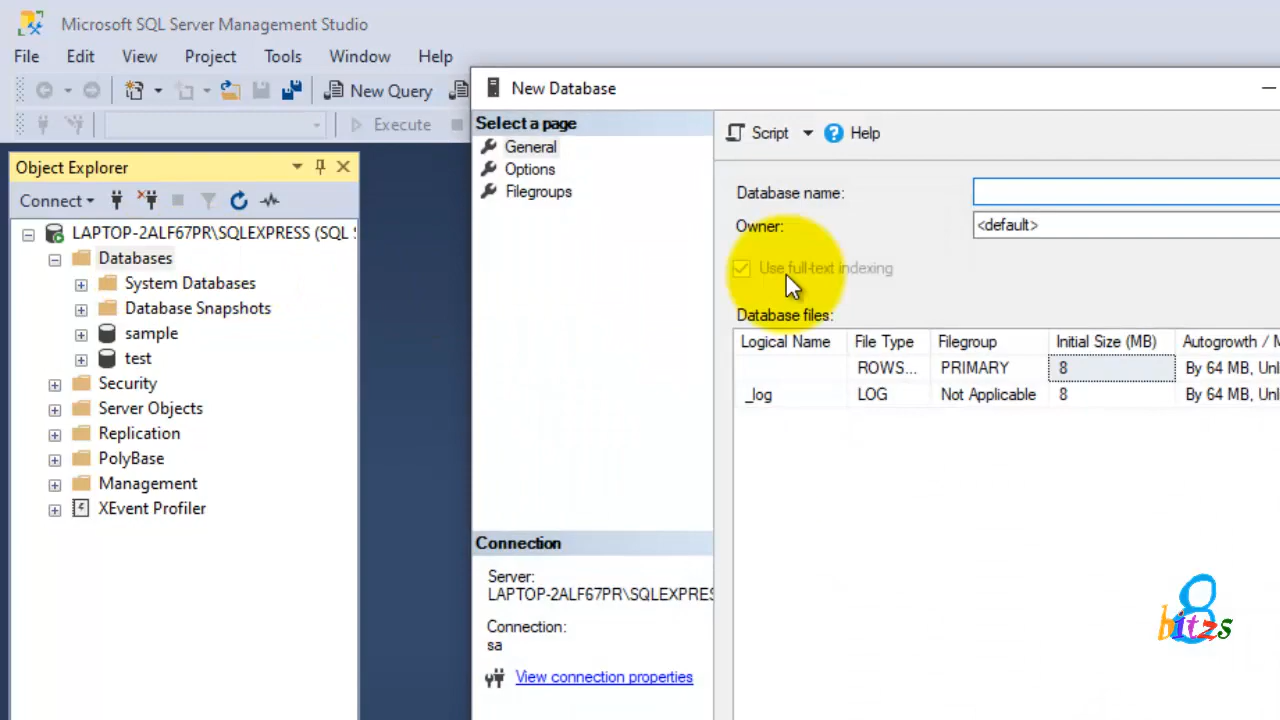 Microsoft SQL Server Management Studio
File Edit View Project Tools Window Help
New Query
Execute
Object Explorer
Connect
LAPTOP-2ALF67PR\SQLEXPRESS (SQL S
Databases
System Databases
Database Snapshots
sample
test
Security
Server Objects
Replication
PolyBase
Management
XEvent Profiler
New Database
Select a page
General
Options
Filegroups
Connection
Server:
LAPTOP-2ALF67PR\SQLEXPRES
Connection:
sa
View connection properties
Script Help
Database name:
Owner: <default>
Use full-text indexing
Database files:
Logical Name File Type Filegroup Initial Size (MB) Autogrowth / M
ROWS... PRIMARY 8 By 64 MB, Unl
_log LOG Not Applicable 8 By 64 MB, Unl
8
bitzs